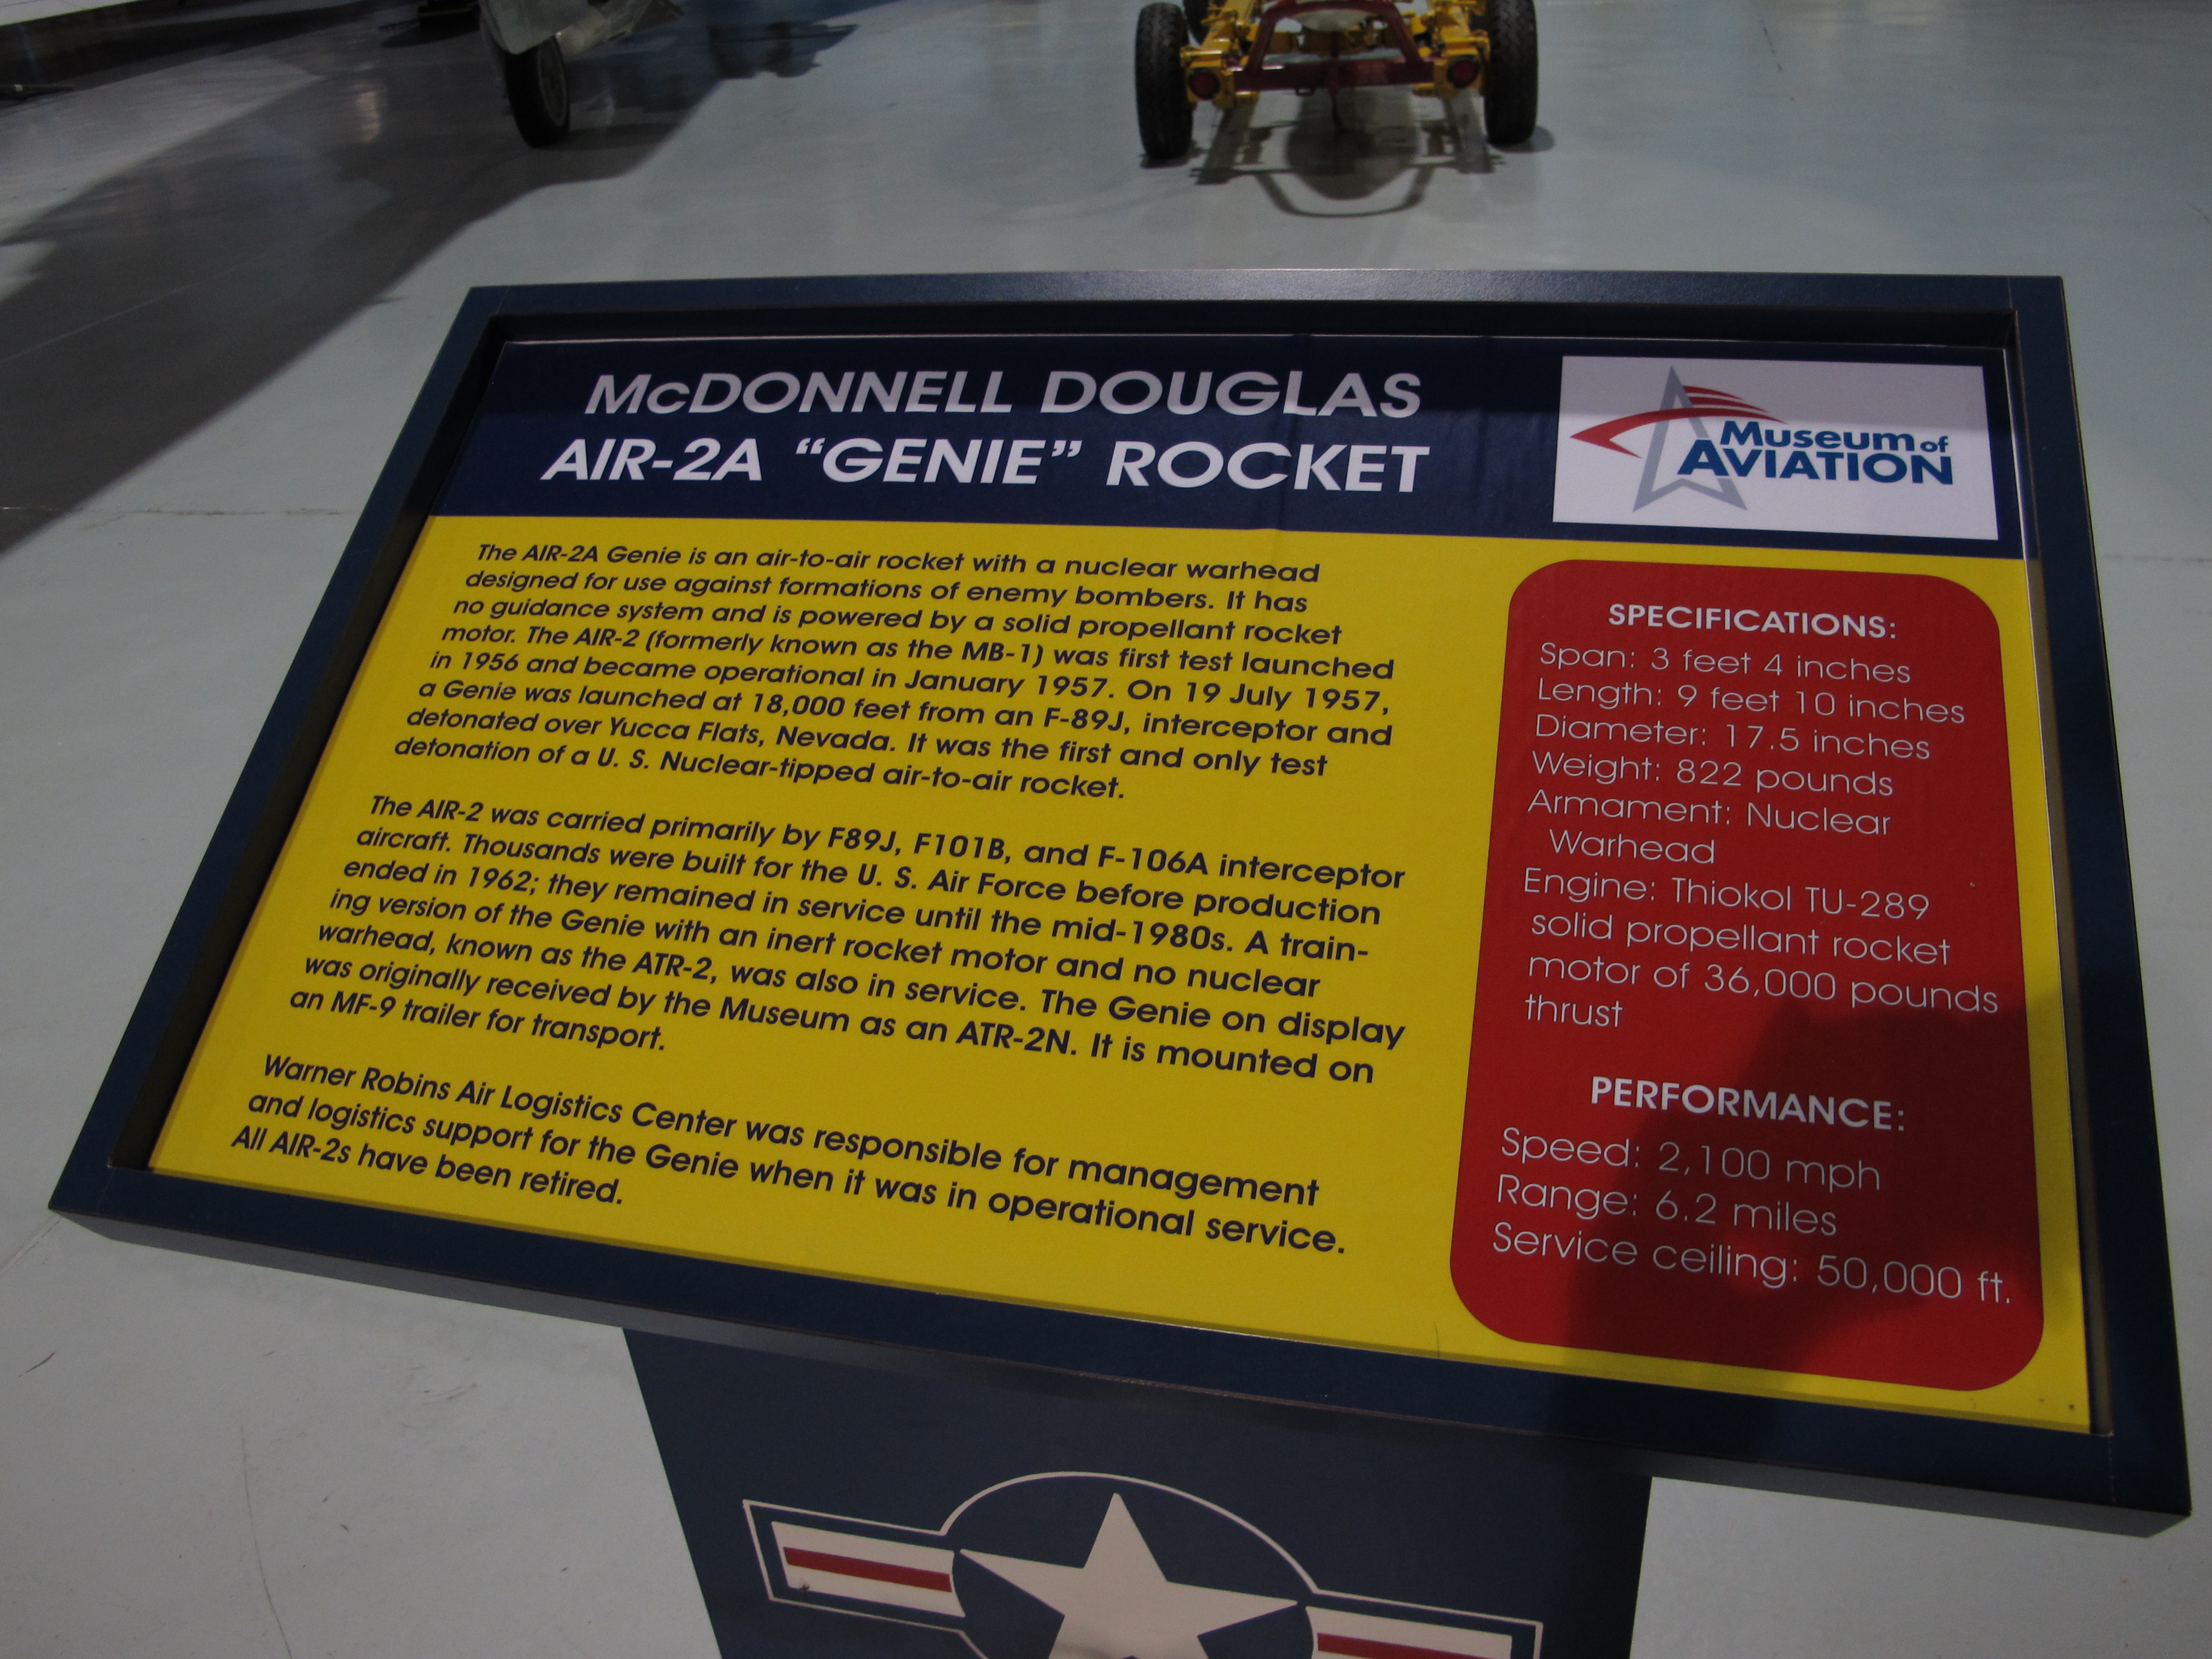 McDONNELL DOUGLAS
AIR-2A “GENIE” ROCKET
Museum of
AVIATION
The AIR-2A Genie is an air-to-air rocket with a nuclear warhead
designed for use against formations of enemy bombers. It has
no guidance system and is powered by a solid propellant rocket
motor. The AIR-2 (formerly known as the MB-1) was first test launched
in 1956 and became operational in January 1957. On 19 July 1957,
a Genie was launched at 18,000 feet from an F-89J, interceptor and
detonated over Yucca Flats, Nevada. It was the first and only test
detonation of a U. S. Nuclear-tipped air-to-air rocket.
The AIR-2 was carried primarily by F89J, F101B, and F-106A interceptor
aircraft. Thousands were built for the U. S. Air Force before production
ended in 1962; they remained in service until the mid-1980s. A train-
ing version of the Genie with an inert rocket motor and no nuclear
warhead, known as the ATR-2, was also in service. The Genie on display
was originally received by the Museum as an ATR-2N. It is mounted on
an MF-9 trailer for transport.
Warner Robins Air Logistics Center was responsible for management
and logistics support for the Genie when it was in operational service.
All AIR-2s have been retired.
SPECIFICATIONS:
Span: 3 feet 4 inches
Length: 9 feet 10 inches
Diameter: 17.5 inches
Weight: 822 pounds
Armament: Nuclear
Warhead
Engine: Thiokol TU-289
solid propellant rocket
motor of 36,000 pounds
thrust
PERFORMANCE:
Speed: 2,100 mph
Range: 6.2 miles
Service ceiling: 50,000 ft.